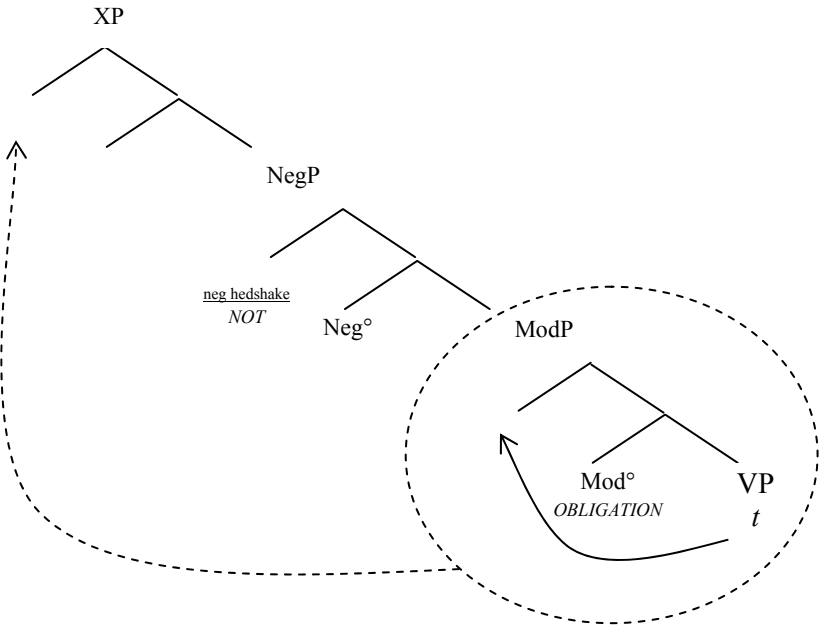 XP
NegP
neg hedshake
NOT
Neg°
ModP
Mod°
OBLIGATION
VP
t